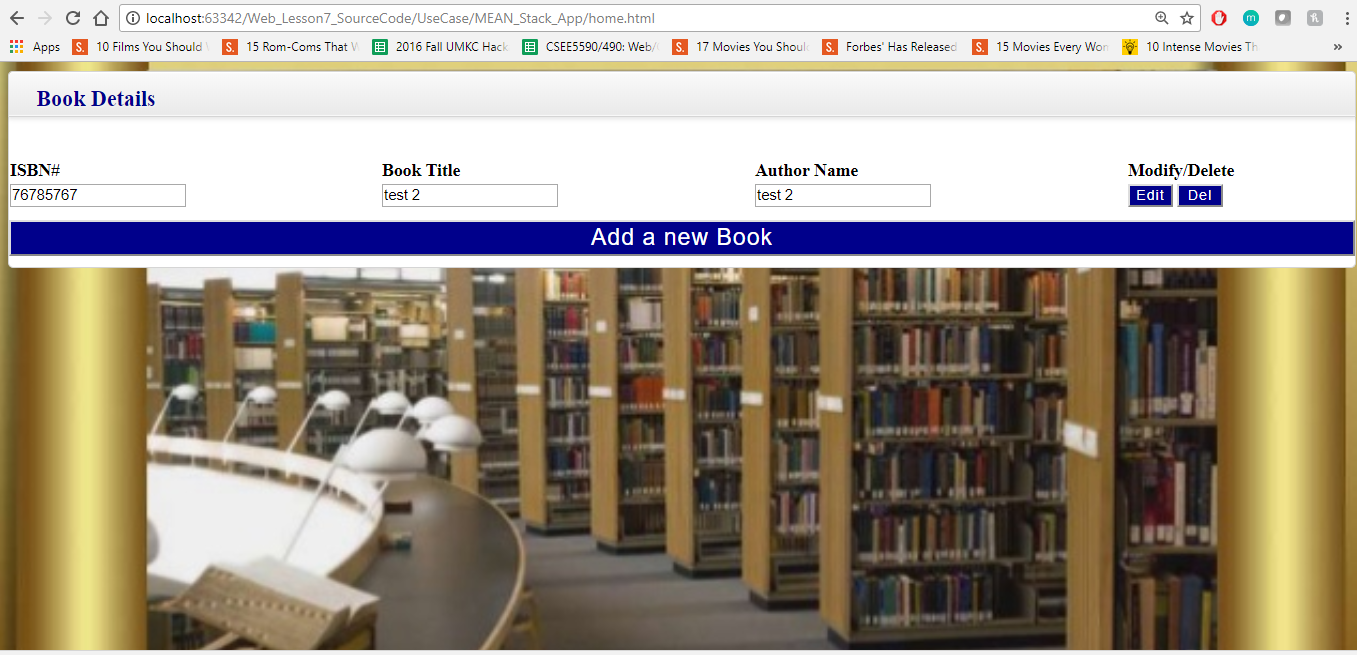 localhost:63342/Web_Lesson7_SourceCode/UseCase/MEAN_Stack_App/home.html
Apps S. 10 Films You Should S. 15 Rom-Coms That 2016 Fall UMKC Hack CSEE5590/490: Web/ S. 17 Movies You Shoul S. Forbes' Has Released S. 15 Movies Every Wo 10 Intense Movies Th »
Book Details
ISBN# Book Title Author Name Modify/Delete
76785767 test 2 test 2 Edit Del
Add a new Book